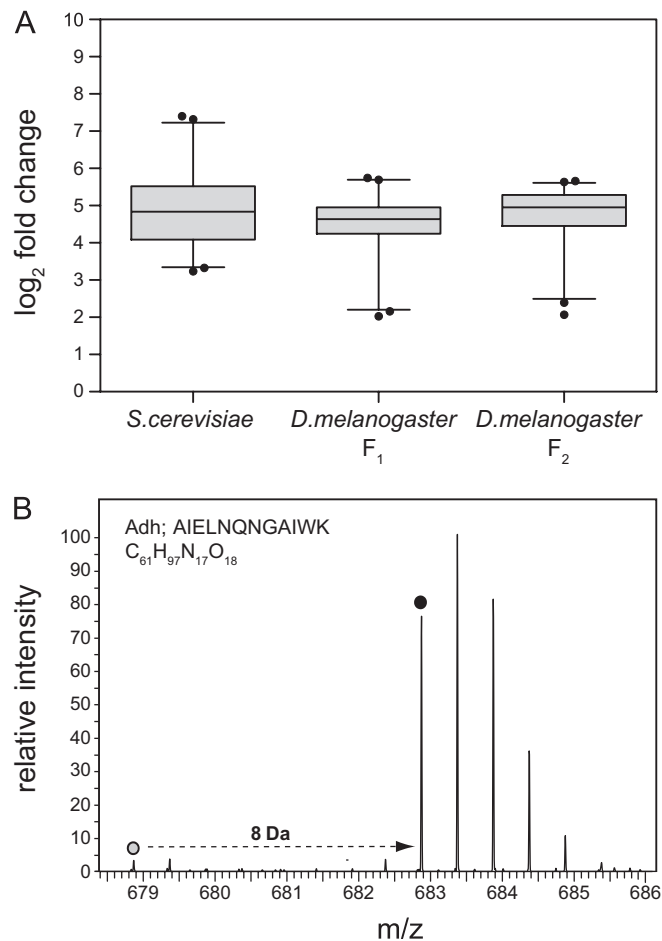 A
log₂ fold change
10
9
8
7
6
5
4
3
2
1
0
S.cerevisiae D.melanogaster D.melanogaster
F₁ F₂
B
Adh; AIELNQNGAIWK
C₆₁H₉₇N₁₇O₁₈
relative intensity
100
90
80
70
60
50
40
30
20
10
0
8 Da
679 680 681 682 683 684 685 686
m/z